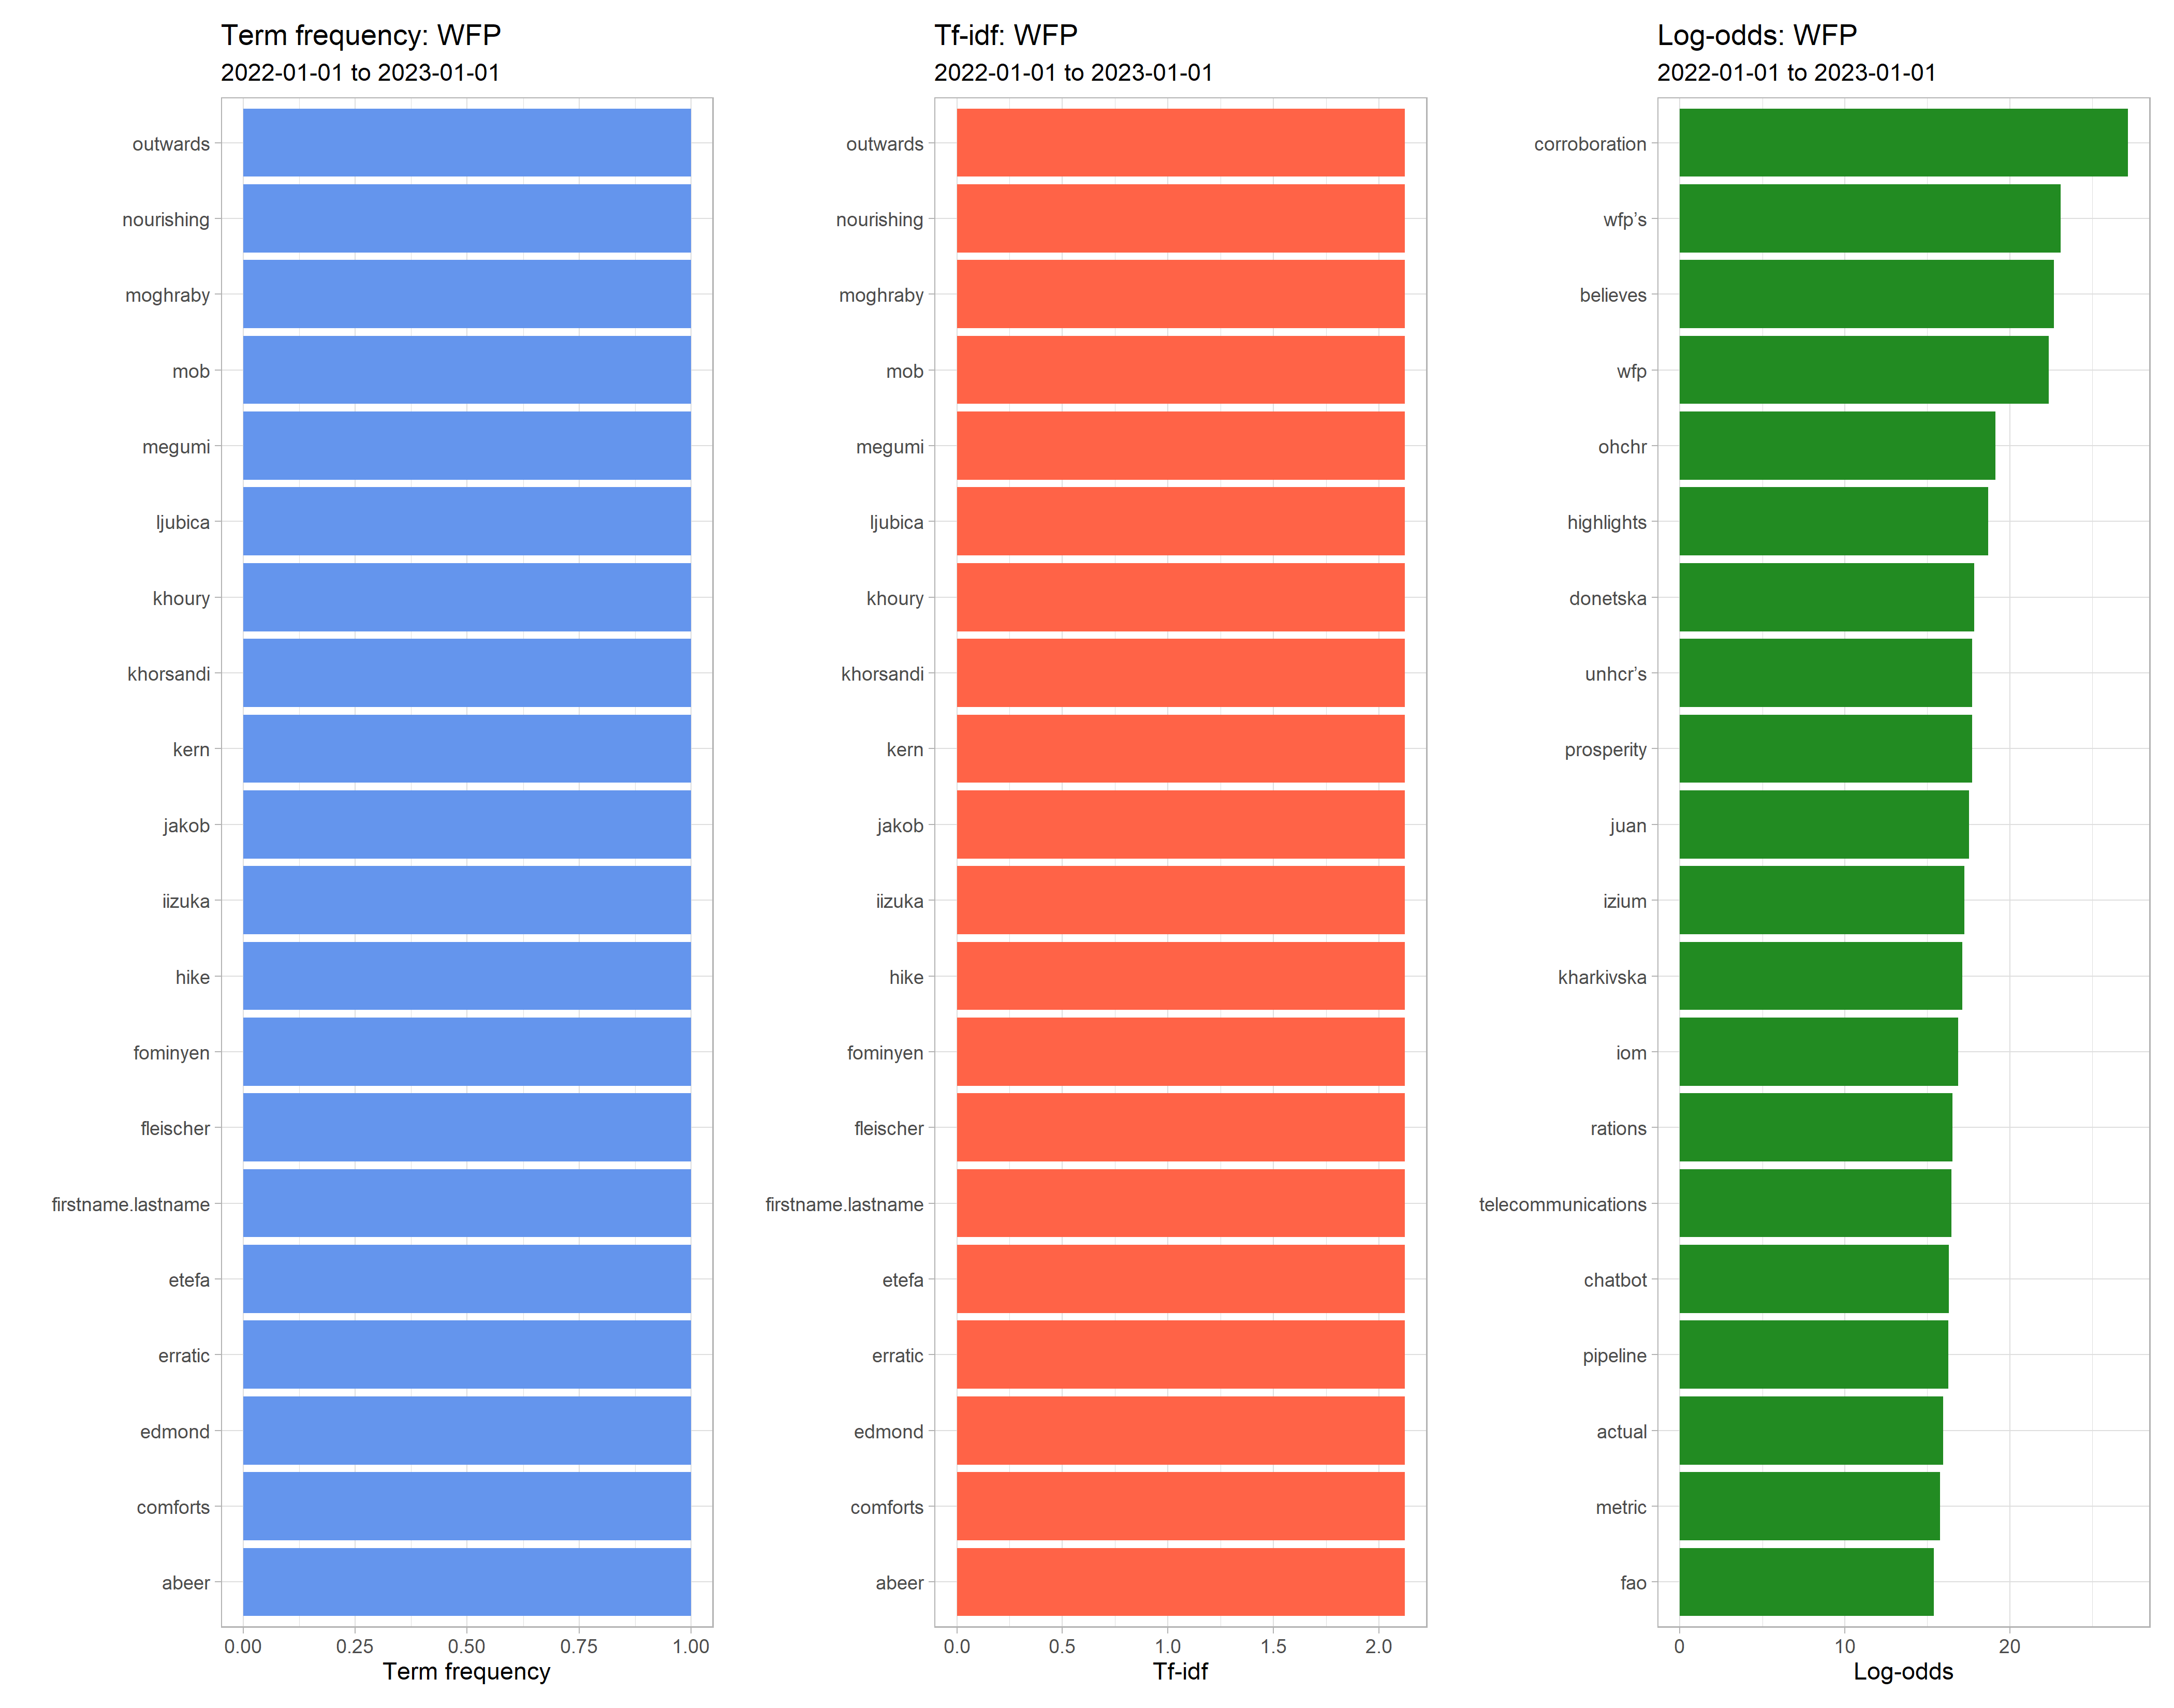 Term frequency: WFP
2022-01-01 to 2023-01-01
outwards
nourishing
moghraby
mob
megumi
ljubica
khoury
khorsandi
kern
jakob
iizuka
hike
fominyen
fleischer
firstname.lastname
etefa
erratic
edmond
comforts
abeer
0.00 0.25 0.50 0.75 1.00
Term frequency
Tf-idf: WFP
2022-01-01 to 2023-01-01
outwards
nourishing
moghraby
mob
megumi
ljubica
khoury
khorsandi
kern
jakob
iizuka
hike
fominyen
fleischer
firstname.lastname
etefa
erratic
edmond
comforts
abeer
0.0 0.5 1.0 1.5 2.0
Tf-idf
Log-odds: WFP
2022-01-01 to 2023-01-01
corroboration
wfp’s
believes
wfp
ohchr
highlights
donetska
unhcr’s
prosperity
juan
izium
kharkivska
iom
rations
telecommunications
chatbot
pipeline
actual
metric
fao
0 10 20
Log-odds